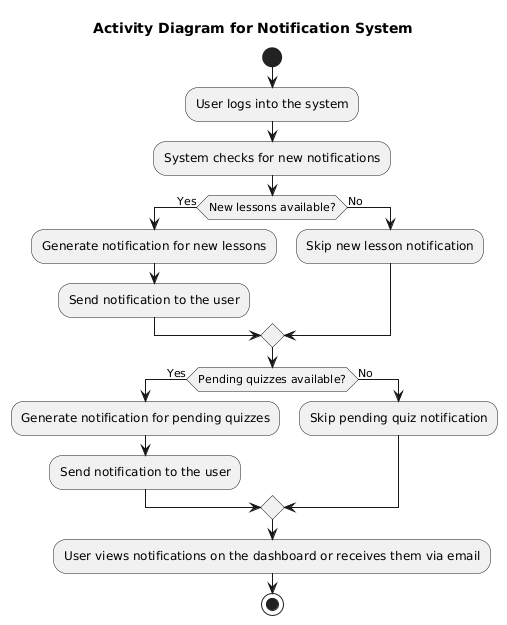 Activity Diagram for Notification System
User logs into the system
System checks for new notifications
Yes
New lessons available?
No
Generate notification for new lessons
Skip new lesson notification
Send notification to the user
Yes
Pending quizzes available?
No
Generate notification for pending quizzes
Skip pending quiz notification
Send notification to the user
User views notifications on the dashboard or receives them via email